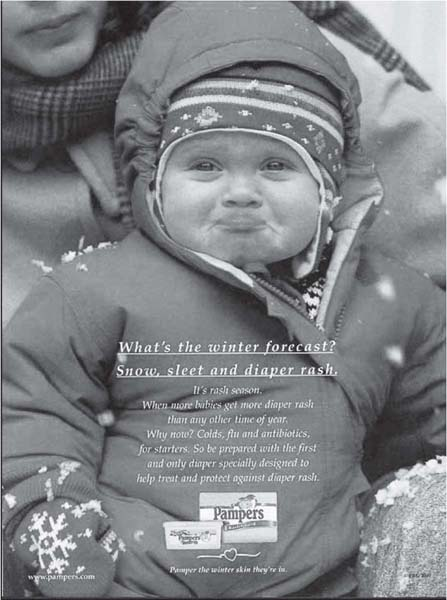 What's the winter forecast?
Snow, sleet and diaper rash.
It's rash season.
When more babies get more diaper rash
than any other time of year.
Why now? Colds, flu and antibiotics,
for starters. So be prepared with the first
and only diaper specially designed to
help treat and protect against diaper rash.
Pampers
Pampers
Pamper the winter skin they're in.
www.pampers.com